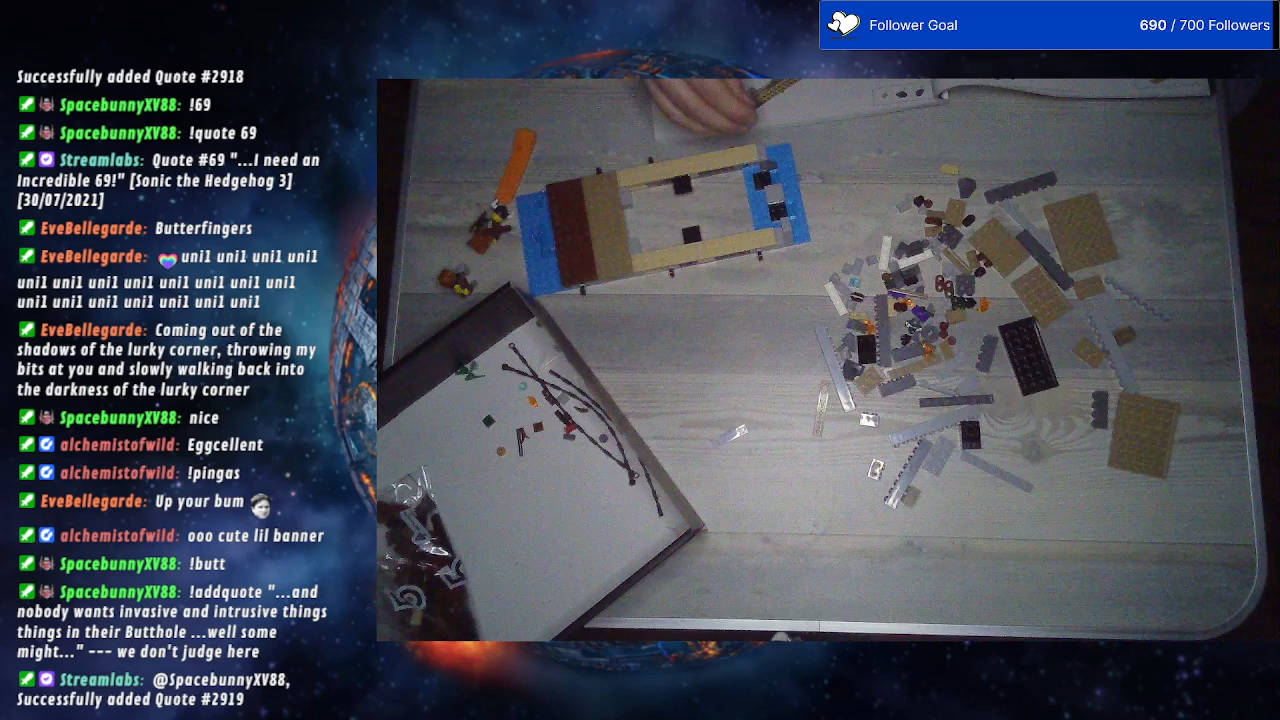 Follower Goal 690 / 700 Followers
Successfully added Quote #2918
SpacebunnyXV88: !69
SpacebunnyXV88: !quote 69
Streamlabs: Quote #69 "...I need an
Incredible 69!" [Sonic the Hedgehog 3]
[30/07/2021]
EveBellegarde: Butterfingers
EveBellegarde: uni1 uni1 uni1 uni1
uni1 uni1 uni1 uni1 uni1 uni1 uni1
uni1 uni1 uni1 uni1 uni1 uni1
EveBellegarde: Coming out of the
shadows of the lurky corner, throwing my
bits at you and slowly walking back into
the darkness of the lurky corner
SpacebunnyXV88: nice
alchemistofwild: Eggcellent
alchemistofwild: !pingas
EveBellegarde: Up your bum
alchemistofwild: ooo cute lil banner
SpacebunnyXV88: !butt
SpacebunnyXV88: !addquote "...and
nobody wants invasive and intrusive things
things in their Butthole ...well some
might..." --- we don't judge here
Streamlabs: @SpacebunnyXV88,
Successfully added Quote #2919